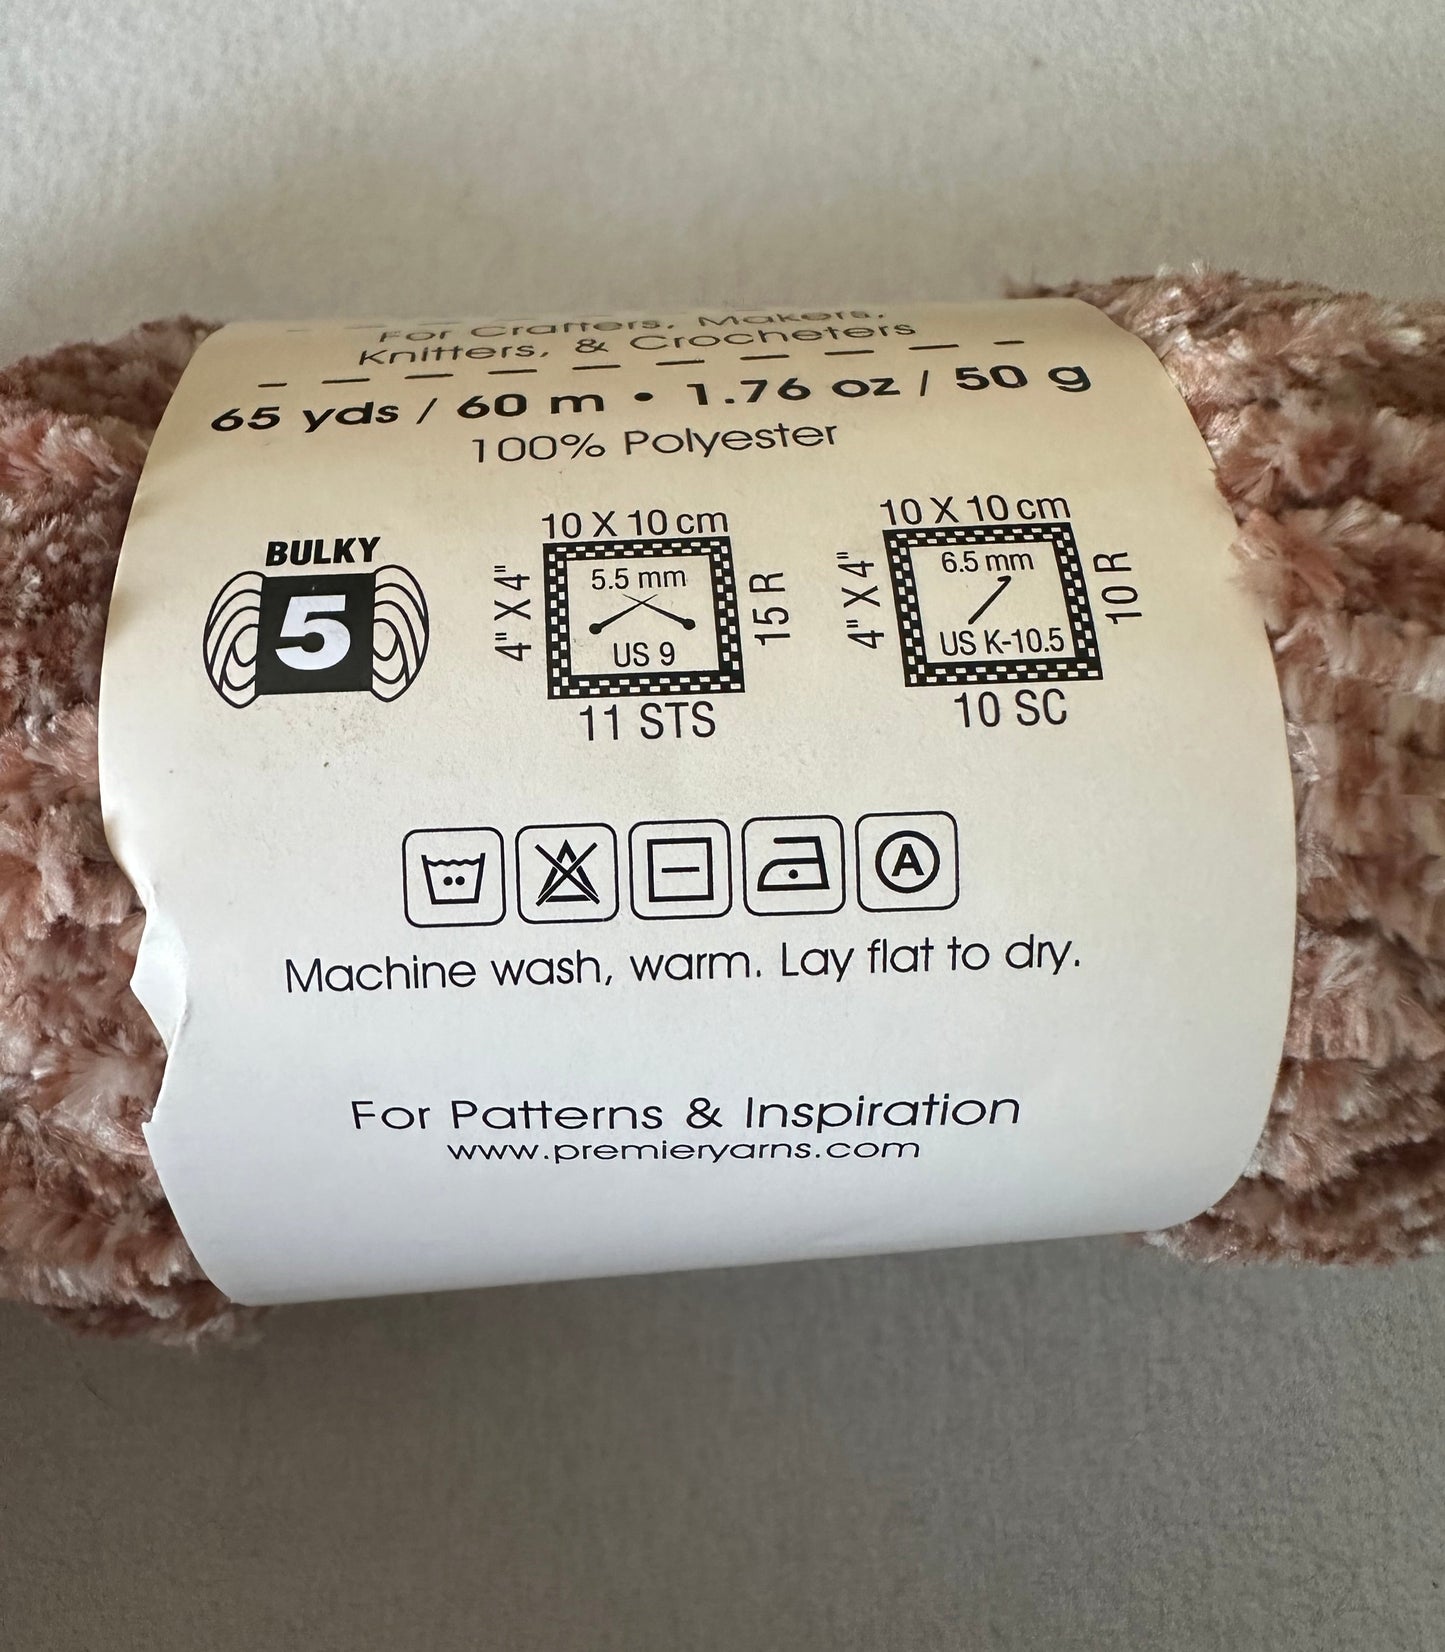 For Crafters, Makers,
Knitters, & Crocheters
65 yds / 60 m • 1.76 oz / 50 g
100% Polyester
BULKY
5
10 X 10 cm
4" X 4"
5.5 mm
US 9
15 R
11 STS
10 X 10 cm
4" X 4"
6.5 mm
US K-10.5
10 R
10 SC
A
Machine wash, warm. Lay flat to dry.
For Patterns & Inspiration
www.premieryarns.com